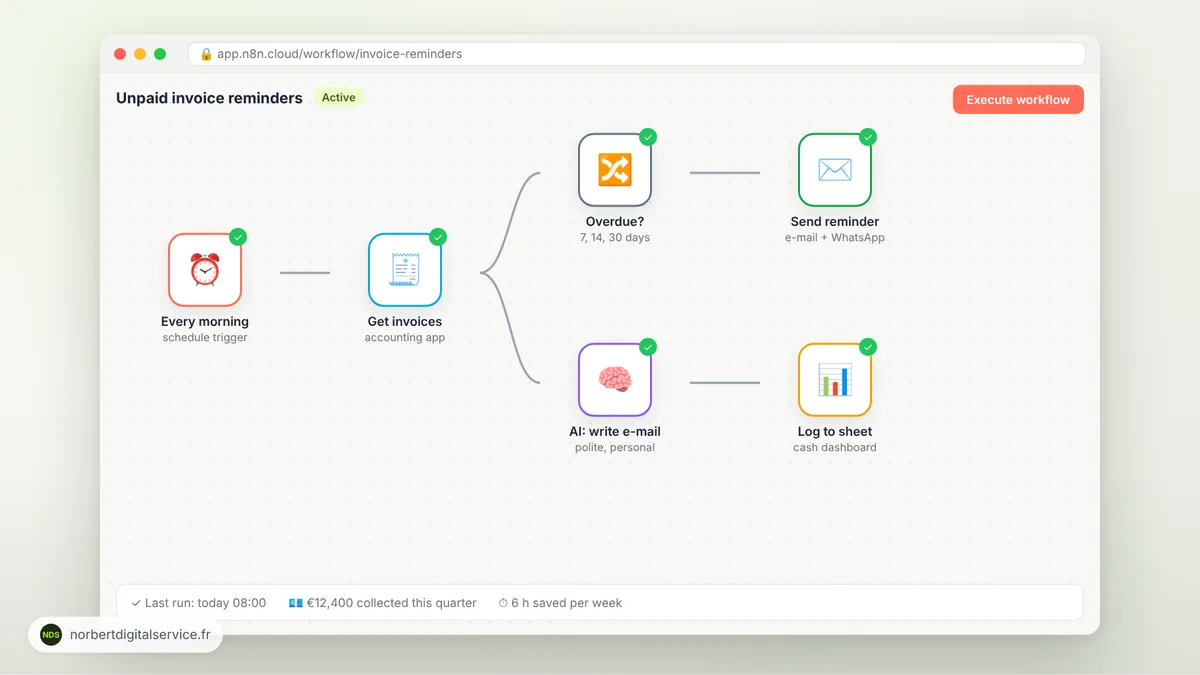 app.n8n.cloud/workflow/invoice-reminders
Unpaid invoice reminders
Active
Execute workflow
Overdue?
7, 14, 30 days
Send reminder
e-mail + WhatsApp
Every morning
schedule trigger
Get invoices
accounting app
AI: write e-mail
polite, personal
Log to sheet
cash dashboard
✓ Last run: today 08:00
€12,400 collected this quarter
6 h saved per week
NDS norbertdigitalservice.fr